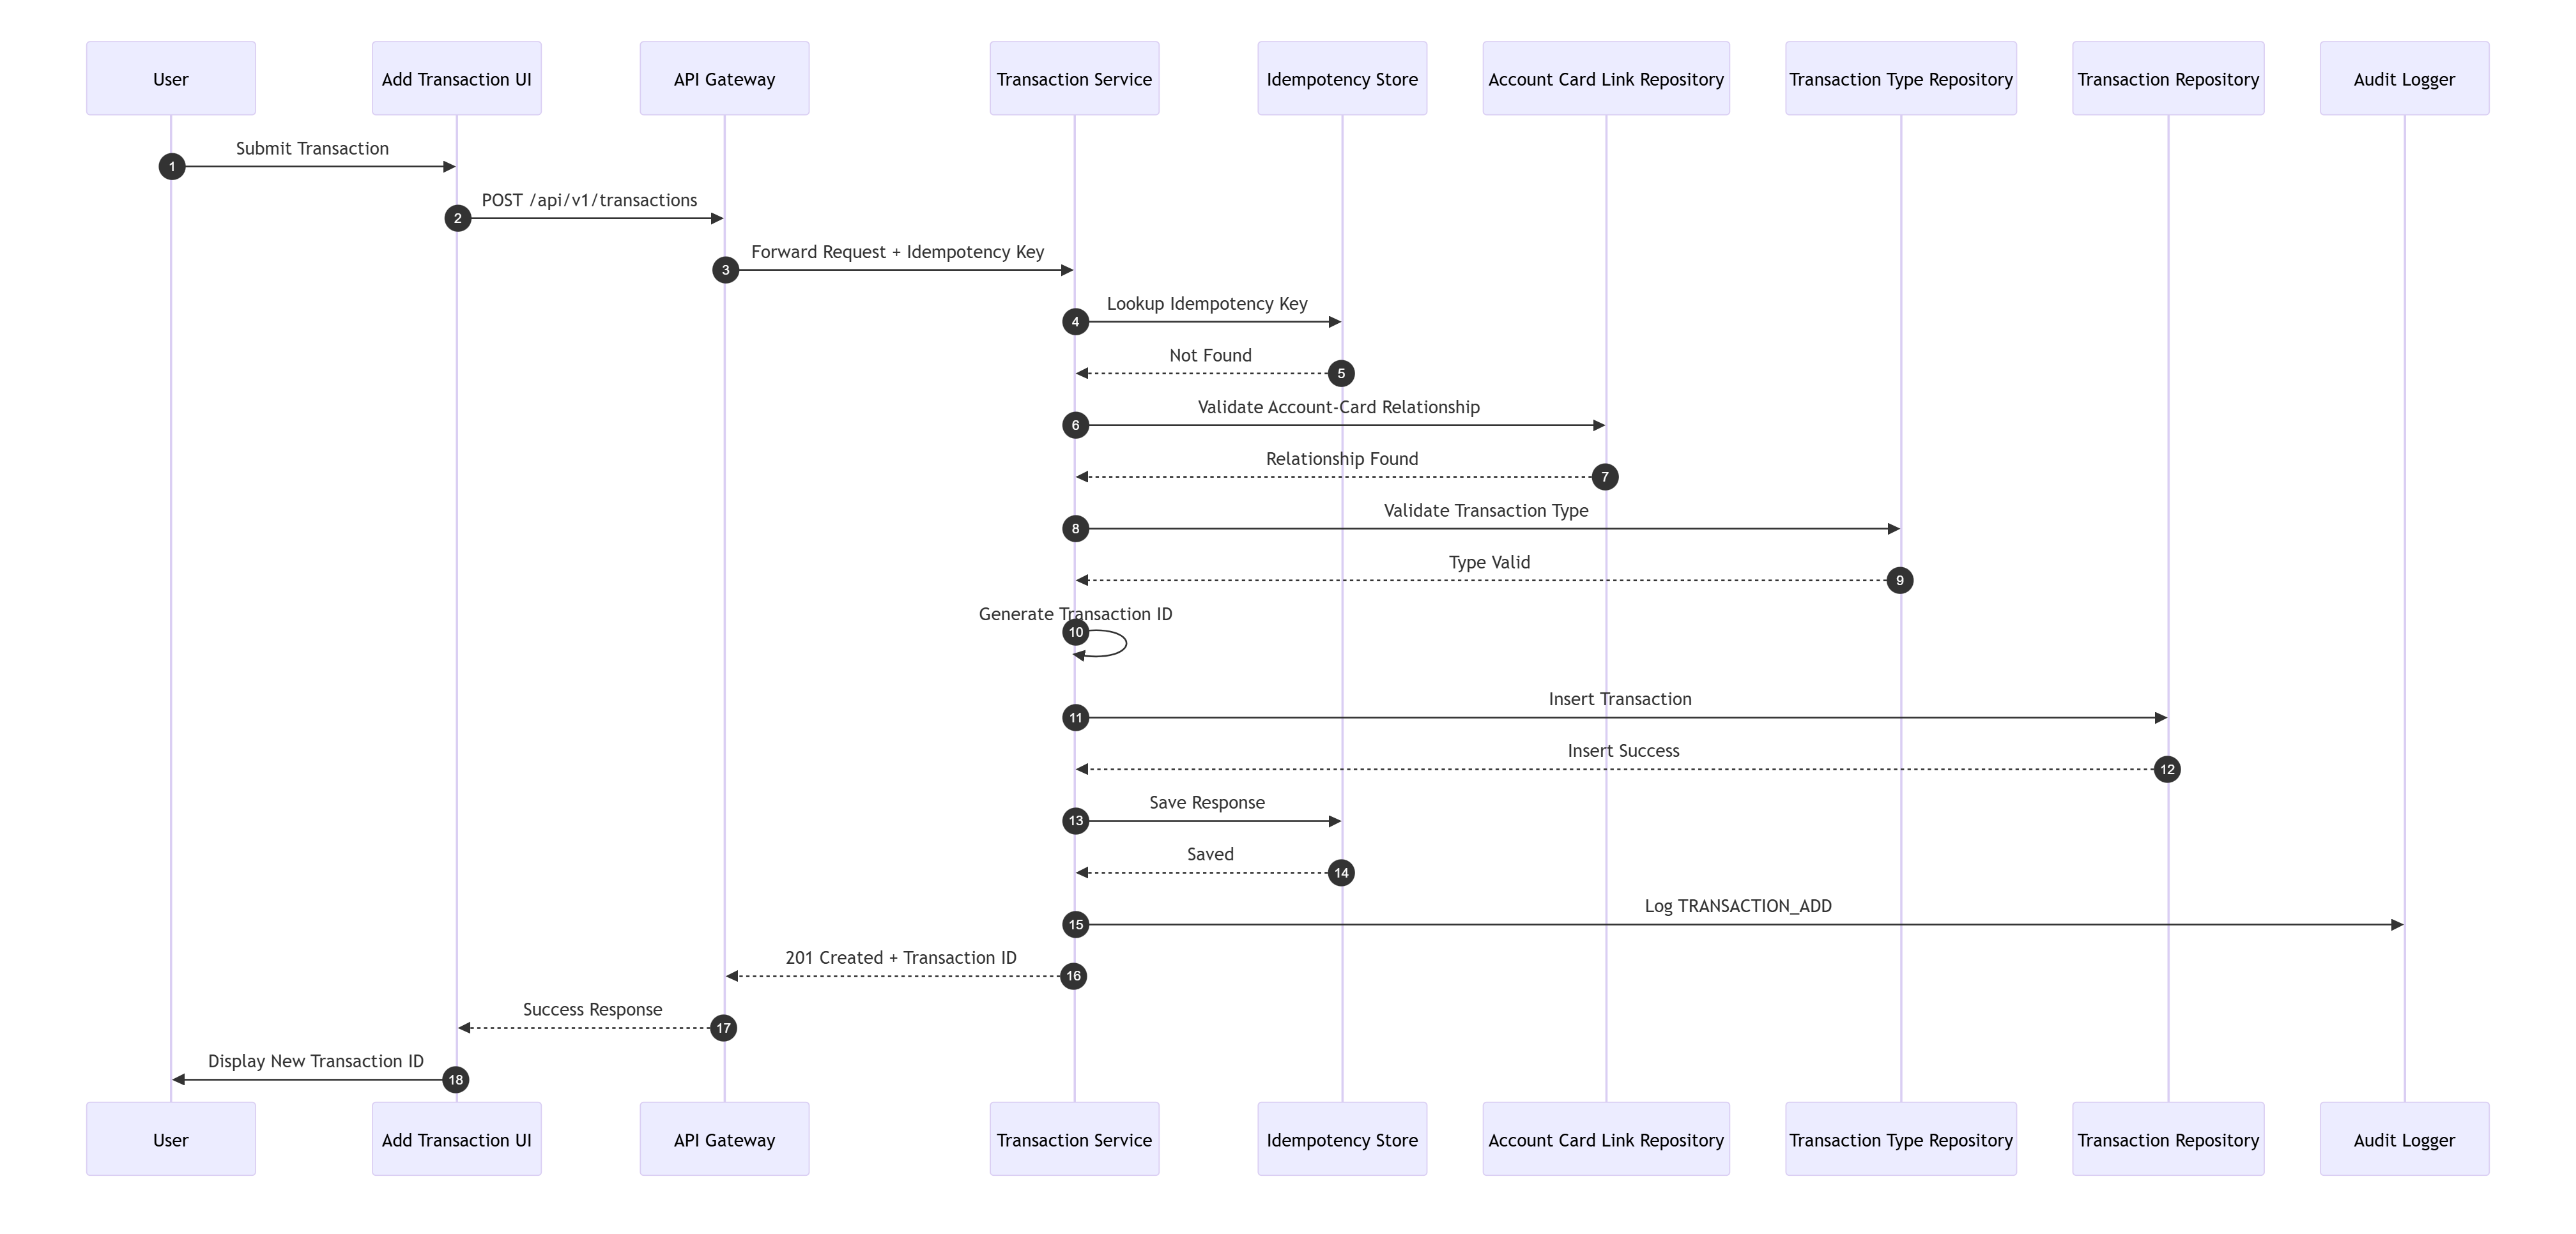 User
Add Transaction UI
API Gateway
Transaction Service
Idempotency Store
Account Card Link Repository
Transaction Type Repository
Transaction Repository
Audit Logger
Submit Transaction
1
POST /api/v1/transactions
2
Forward Request + Idempotency Key
3
Lookup Idempotency Key
4
Not Found
5
Validate Account-Card Relationship
6
Relationship Found
7
Validate Transaction Type
8
Type Valid
9
Generate Transaction ID
10
Insert Transaction
11
Insert Success
12
Save Response
13
Saved
14
Log TRANSACTION_ADD
15
201 Created + Transaction ID
16
Success Response
17
Display New Transaction ID
18
User
Add Transaction UI
API Gateway
Transaction Service
Idempotency Store
Account Card Link Repository
Transaction Type Repository
Transaction Repository
Audit Logger